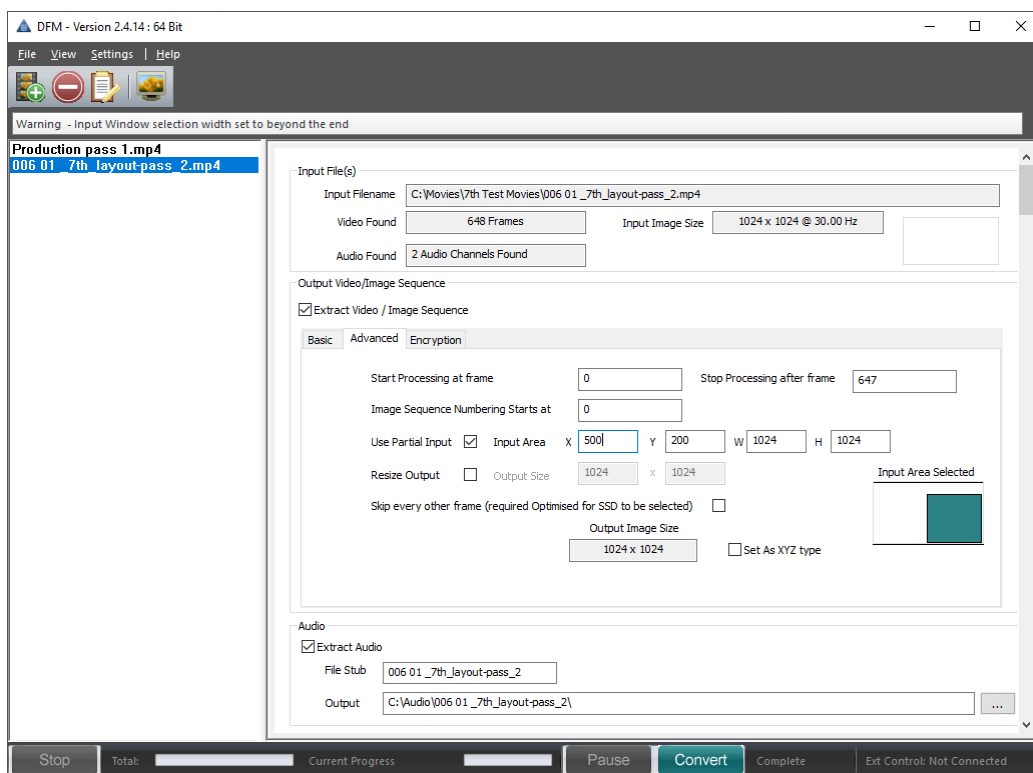 DFM - Version 2.4.14 : 64 Bit
File View Settings | Help
Warning - Input Window selection width set to beyond the end
Production pass 1.mp4
006 01 _7th_layout-pass_2.mp4
Input File(s)
Input Filename C:\Movies\7th Test Movies\006 01 _7th_layout-pass_2.mp4
Video Found 648 Frames Input Image Size 1024 x 1024 @ 30.00 Hz
Audio Found 2 Audio Channels Found
Output Video/Image Sequence
Extract Video / Image Sequence
Basic Advanced Encryption
Start Processing at frame 0 Stop Processing after frame 647
Image Sequence Numbering Starts at 0
Use Partial Input Input Area X 500 Y 200 W 1024 H 1024
Resize Output Output Size 1024 x 1024 Input Area Selected
Skip every other frame (required Optimised for SSD to be selected)
Output Image Size
1024 x 1024 Set As XYZ type
Audio
Extract Audio
File Stub 006 01 _7th_layout-pass_2
Output C:\Audio\006 01 _7th_layout-pass_2\ ...
Stop Total: Current Progress Pause Convert Complete Ext Control: Not Connected